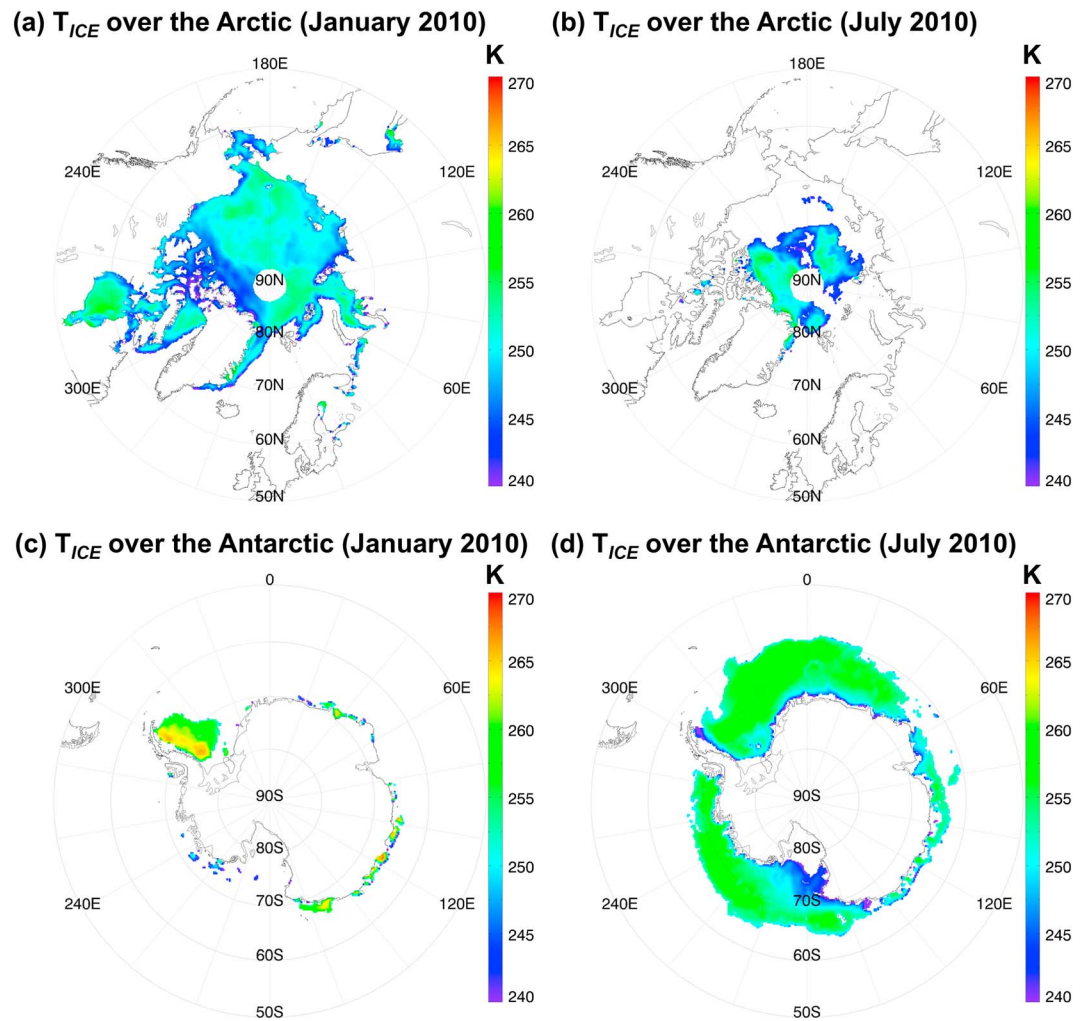 (a) T_ICE over the Arctic (January 2010)
K
180E
240E
120E
300E
60E
90N
80N
70N
60N
50N
270
265
260
255
250
245
240
(b) T_ICE over the Arctic (July 2010)
K
180E
240E
120E
300E
60E
90N
80N
70N
60N
50N
270
265
260
255
250
245
240
(c) T_ICE over the Antarctic (January 2010)
K
0
300E
60E
240E
120E
90S
80S
70S
60S
50S
270
265
260
255
250
245
240
(d) T_ICE over the Antarctic (July 2010)
K
0
300E
60E
240E
120E
90S
80S
70S
60S
50S
270
265
260
255
250
245
240